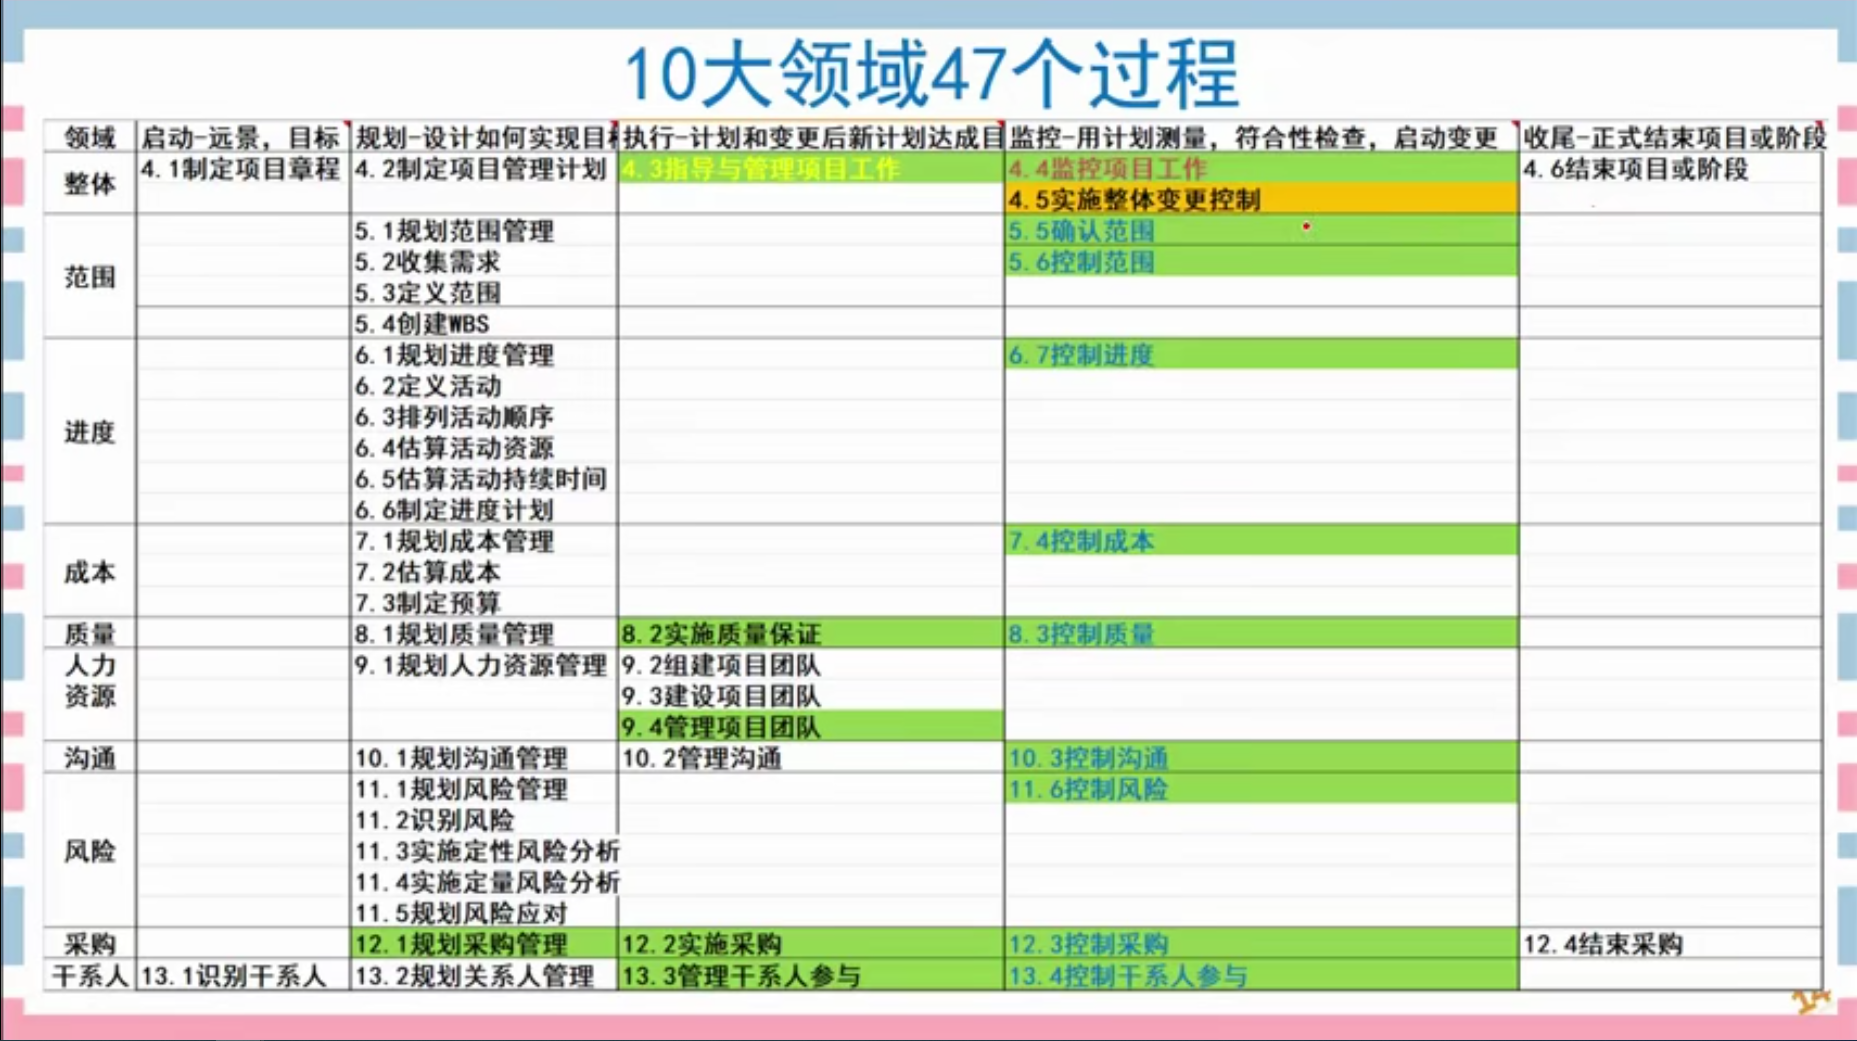 10大领域47个过程
领域 启动-远景，目标 规划-设计如何实现目标 执行-计划和变更后新计划达成目 监控-用计划测量，符合性检查，启动变更 收尾-正式结束项目或阶段
整体 4.1制定项目章程 4.2制定项目管理计划 4.3指导与管理项目工作 4.4监控项目工作 4.6结束项目或阶段
4.5实施整体变更控制
范围 5.1规划范围管理 5.5确认范围
5.2收集需求 5.6控制范围
5.3定义范围
5.4创建WBS
进度 6.1规划进度管理 6.7控制进度
6.2定义活动
6.3排列活动顺序
6.4估算活动资源
6.5估算活动持续时间
6.6制定进度计划
成本 7.1规划成本管理 7.4控制成本
7.2估算成本
7.3制定预算
质量 8.1规划质量管理 8.2实施质量保证 8.3控制质量
人力 9.1规划人力资源管理 9.2组建项目团队
资源 9.3建设项目团队
9.4管理项目团队
沟通 10.1规划沟通管理 10.2管理沟通 10.3控制沟通
风险 11.1规划风险管理 11.6控制风险
11.2识别风险
11.3实施定性风险分析
11.4实施定量风险分析
11.5规划风险应对
采购 12.1规划采购管理 12.2实施采购 12.3控制采购 12.4结束采购
干系人 13.1识别干系人 13.2规划关系人管理 13.3管理干系人参与 13.4控制干系人参与
14